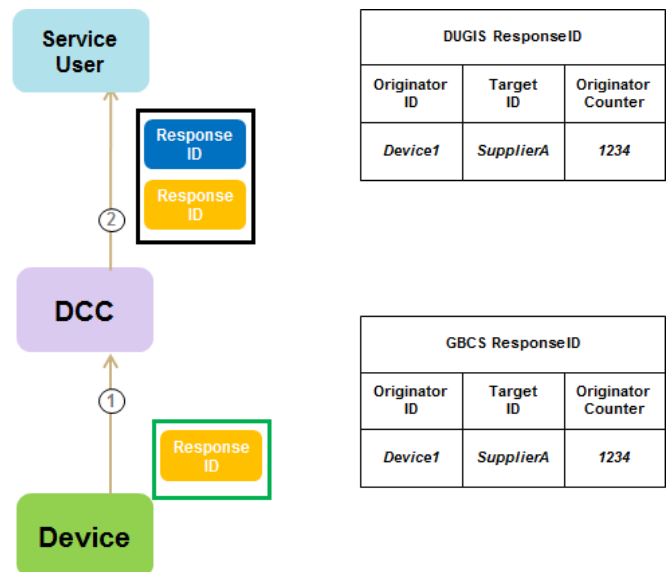 Service
User
DUGIS ResponseID
Originator
ID
Target
ID
Originator
Counter
Device1
SupplierA
1234
Response
ID
Response
ID
2
DCC
GBCS ResponseID
Originator
ID
Target
ID
Originator
Counter
Device1
SupplierA
1234
1
Response
ID
Device